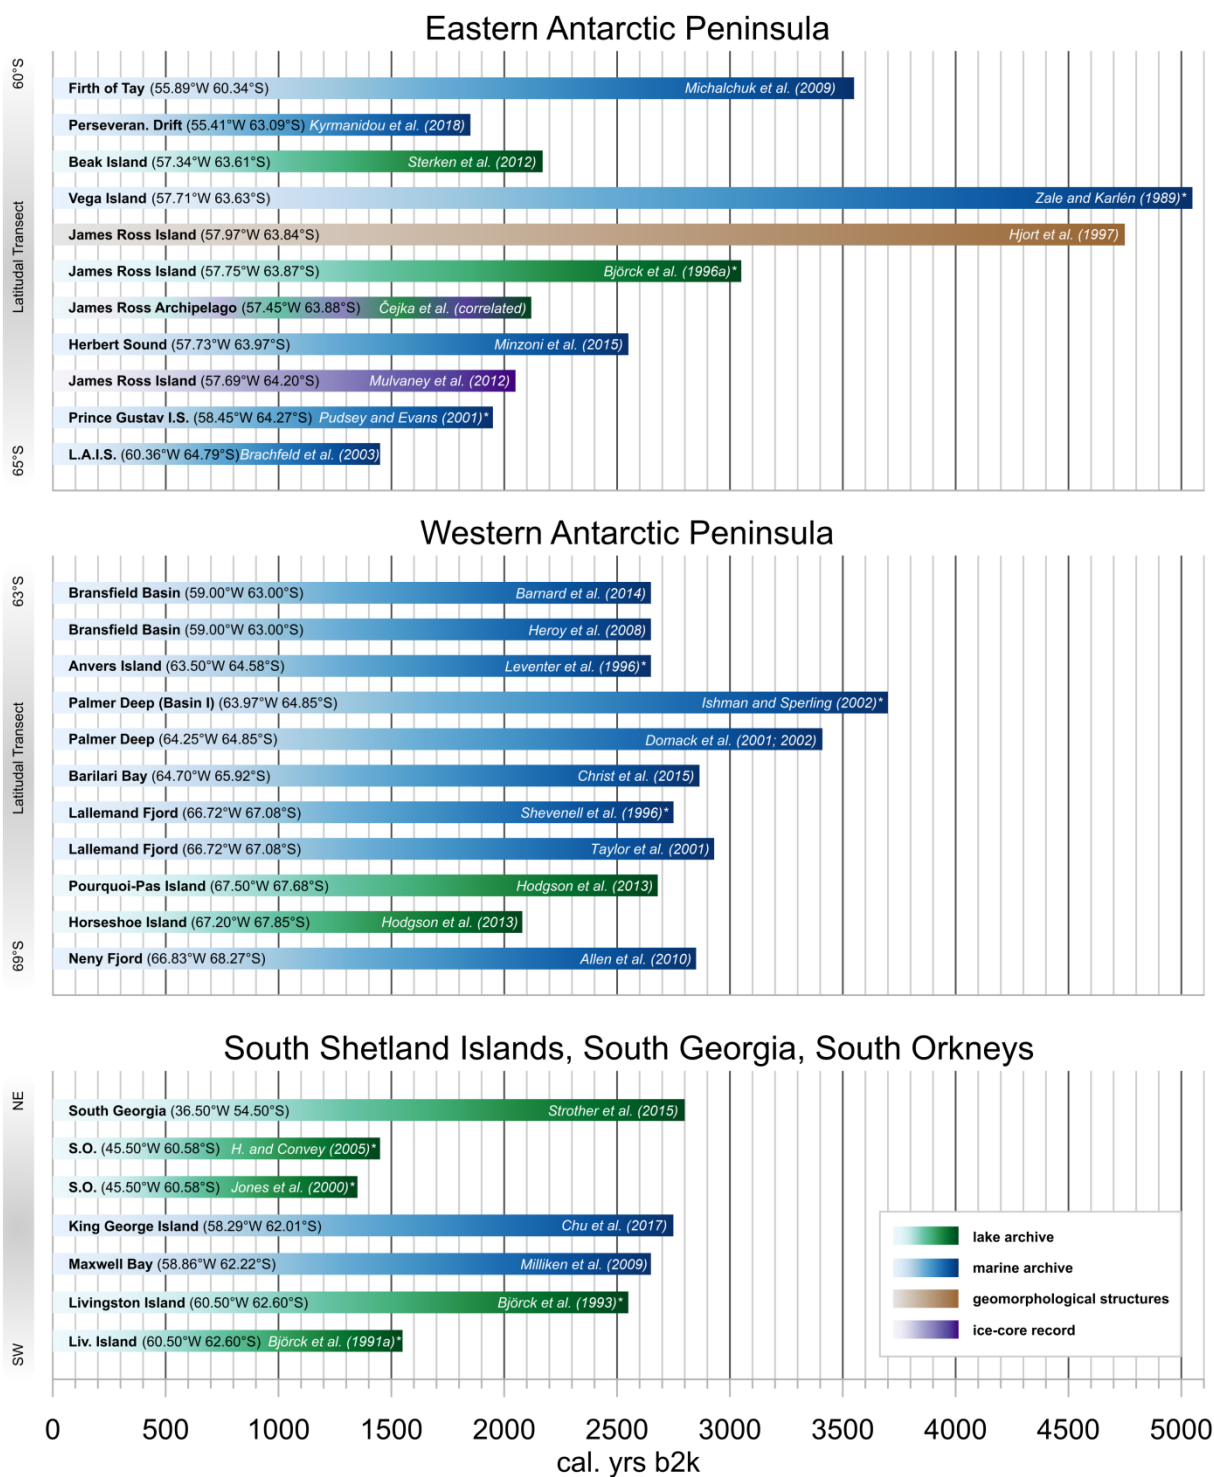 Eastern Antarctic Peninsula
60°S
Latitudal Transect
65°S
Firth of Tay (55.89°W 60.34°S) Michalchuk et al. (2009)
Perseveran. Drift (55.41°W 63.09°S) Kyrmanidou et al. (2018)
Beak Island (57.34°W 63.61°S) Sterken et al. (2012)
Vega Island (57.71°W 63.63°S) Zale and Karlén (1989)*
James Ross Island (57.97°W 63.84°S) Hjort et al. (1997)
James Ross Island (57.75°W 63.87°S) Björck et al. (1996a)*
James Ross Archipelago (57.45°W 63.88°S) Čejka et al. (correlated)
Herbert Sound (57.73°W 63.97°S) Minzoni et al. (2015)
James Ross Island (57.69°W 64.20°S) Mulvaney et al. (2012)
Prince Gustav I.S. (58.45°W 64.27°S) Pudsey and Evans (2001)*
L.A.I.S. (60.36°W 64.79°S) Brachfeld et al. (2003)
Western Antarctic Peninsula
63°S
Latitudal Transect
69°S
Bransfield Basin (59.00°W 63.00°S) Barnard et al. (2014)
Bransfield Basin (59.00°W 63.00°S) Heroy et al. (2008)
Anvers Island (63.50°W 64.58°S) Leventer et al. (1996)*
Palmer Deep (Basin I) (63.97°W 64.85°S) Ishman and Sperling (2002)*
Palmer Deep (64.25°W 64.85°S) Domack et al. (2001; 2002)
Barilari Bay (64.70°W 65.92°S) Christ et al. (2015)
Lallemand Fjord (66.72°W 67.08°S) Shevenell et al. (1996)*
Lallemand Fjord (66.72°W 67.08°S) Taylor et al. (2001)
Pourquoi-Pas Island (67.50°W 67.68°S) Hodgson et al. (2013)
Horseshoe Island (67.20°W 67.85°S) Hodgson et al. (2013)
Neny Fjord (66.83°W 68.27°S) Allen et al. (2010)
South Shetland Islands, South Georgia, South Orkneys
NE
SW
South Georgia (36.50°W 54.50°S) Strother et al. (2015)
S.O. (45.50°W 60.58°S) H. and Convey (2005)*
S.O. (45.50°W 60.58°S) Jones et al. (2000)*
King George Island (58.29°W 62.01°S) Chu et al. (2017)
Maxwell Bay (58.86°W 62.22°S) Milliken et al. (2009)
Livingston Island (60.50°W 62.60°S) Björck et al. (1993)*
Liv. Island (60.50°W 62.60°S) Björck et al. (1991a)*
lake archive
marine archive
geomorphological structures
ice-core record
0 500 1000 1500 2000 2500 3000 3500 4000 4500 5000
cal. yrs b2k